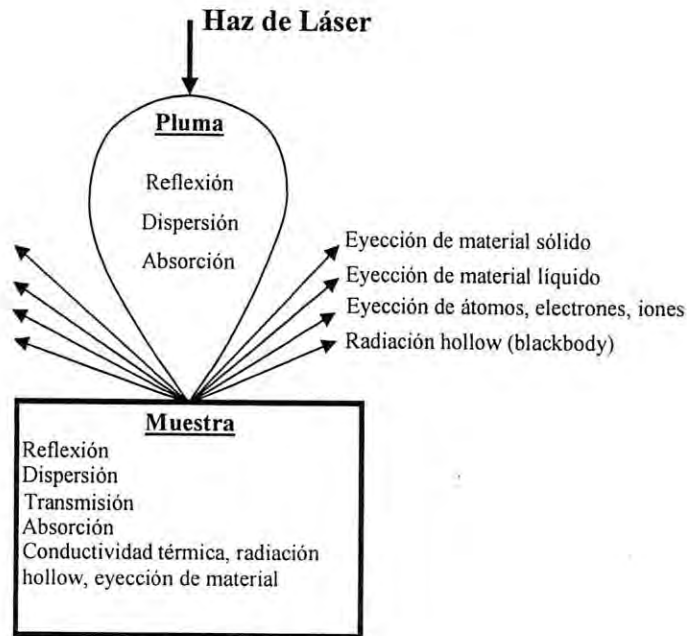 Haz de Láser
Pluma
Reflexión
Dispersión
Absorción
Eyección de material sólido
Eyección de material líquido
Eyección de átomos, electrones, iones
Radiación hollow (blackbody)
Muestra
Reflexión
Dispersión
Transmisión
Absorción
Conductividad térmica, radiación
hollow, eyección de material